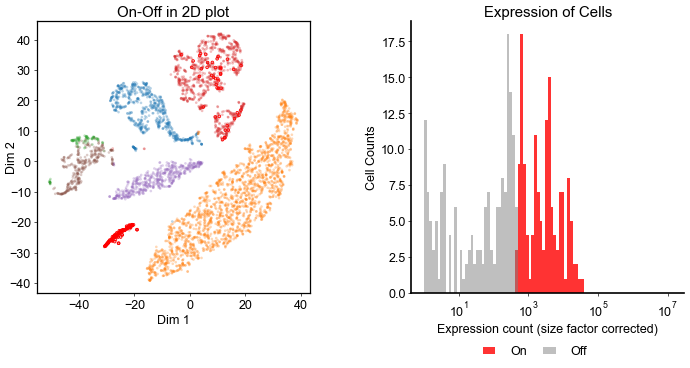 On-Off in 2D plot
40
30
20
10
0
−10
−20
−30
−40
Dim 2
−40 −20 0 20 40
Dim 1
Expression of Cells
17.5
15.0
12.5
10.0
7.5
5.0
2.5
0.0
Cell Counts
10¹ 10³ 10⁵ 10⁷
Expression count (size factor corrected)
On Off